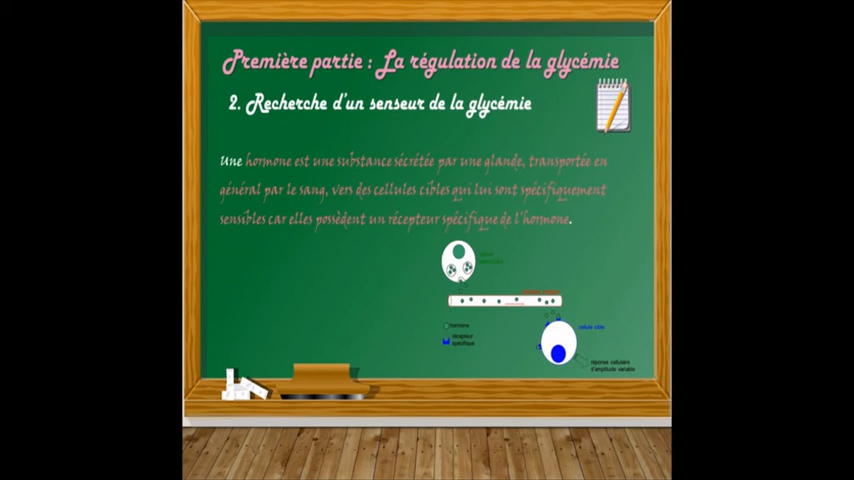 Première partie : La régulation de la glycémie
2. Recherche d'un senseur de la glycémie
Une hormone est une substance sécrétée par une glande, transportée en
général par le sang, vers des cellules cibles qui lui sont spécifiquement
sensibles car elles possèdent un récepteur spécifique de l'hormone.
hormone
récepteur
spécifique
cellule cible
réponse cellulaire
d'amplitude variable